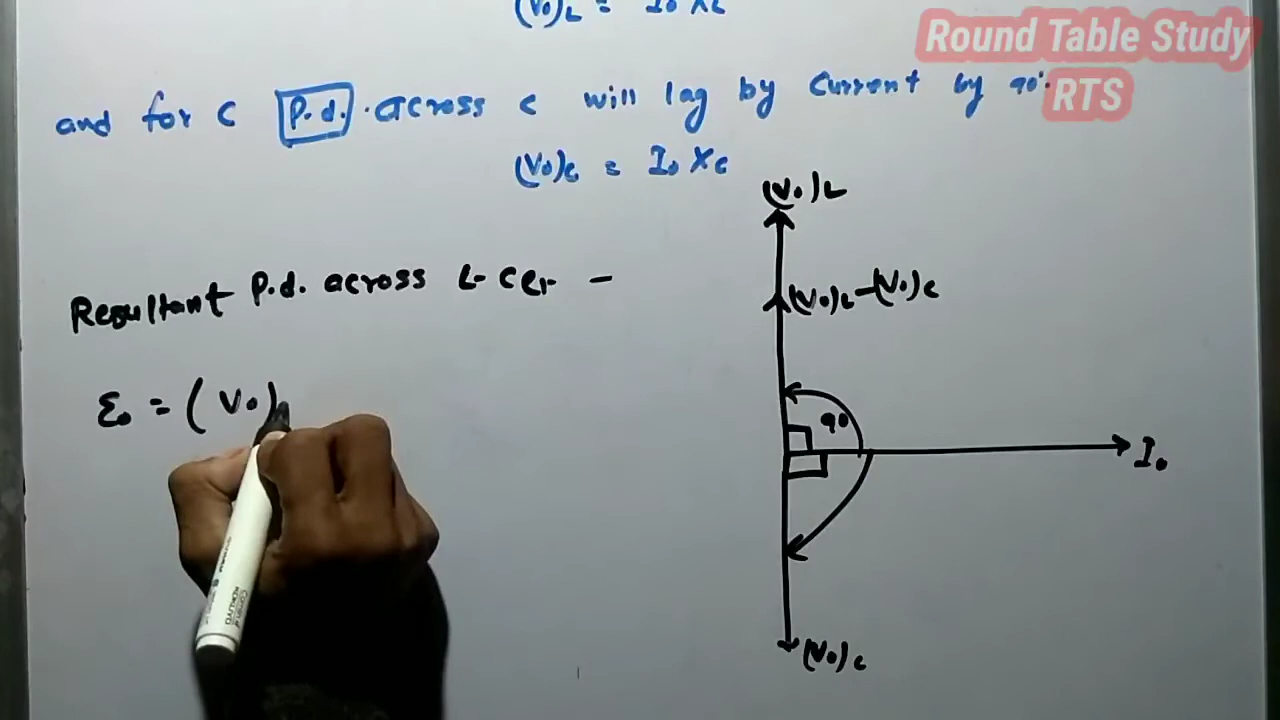 (V₀)L = I₀ XL
Round Table Study
RTS
and for C P.d. across c will lag by Current by 90°.
(V₀)c = I₀ Xc
(V₀)L
Resultant P.d. across L-C
(V₀)L-(V₀)c
ε₀ = (V₀)
90
I₀
(V₀)c